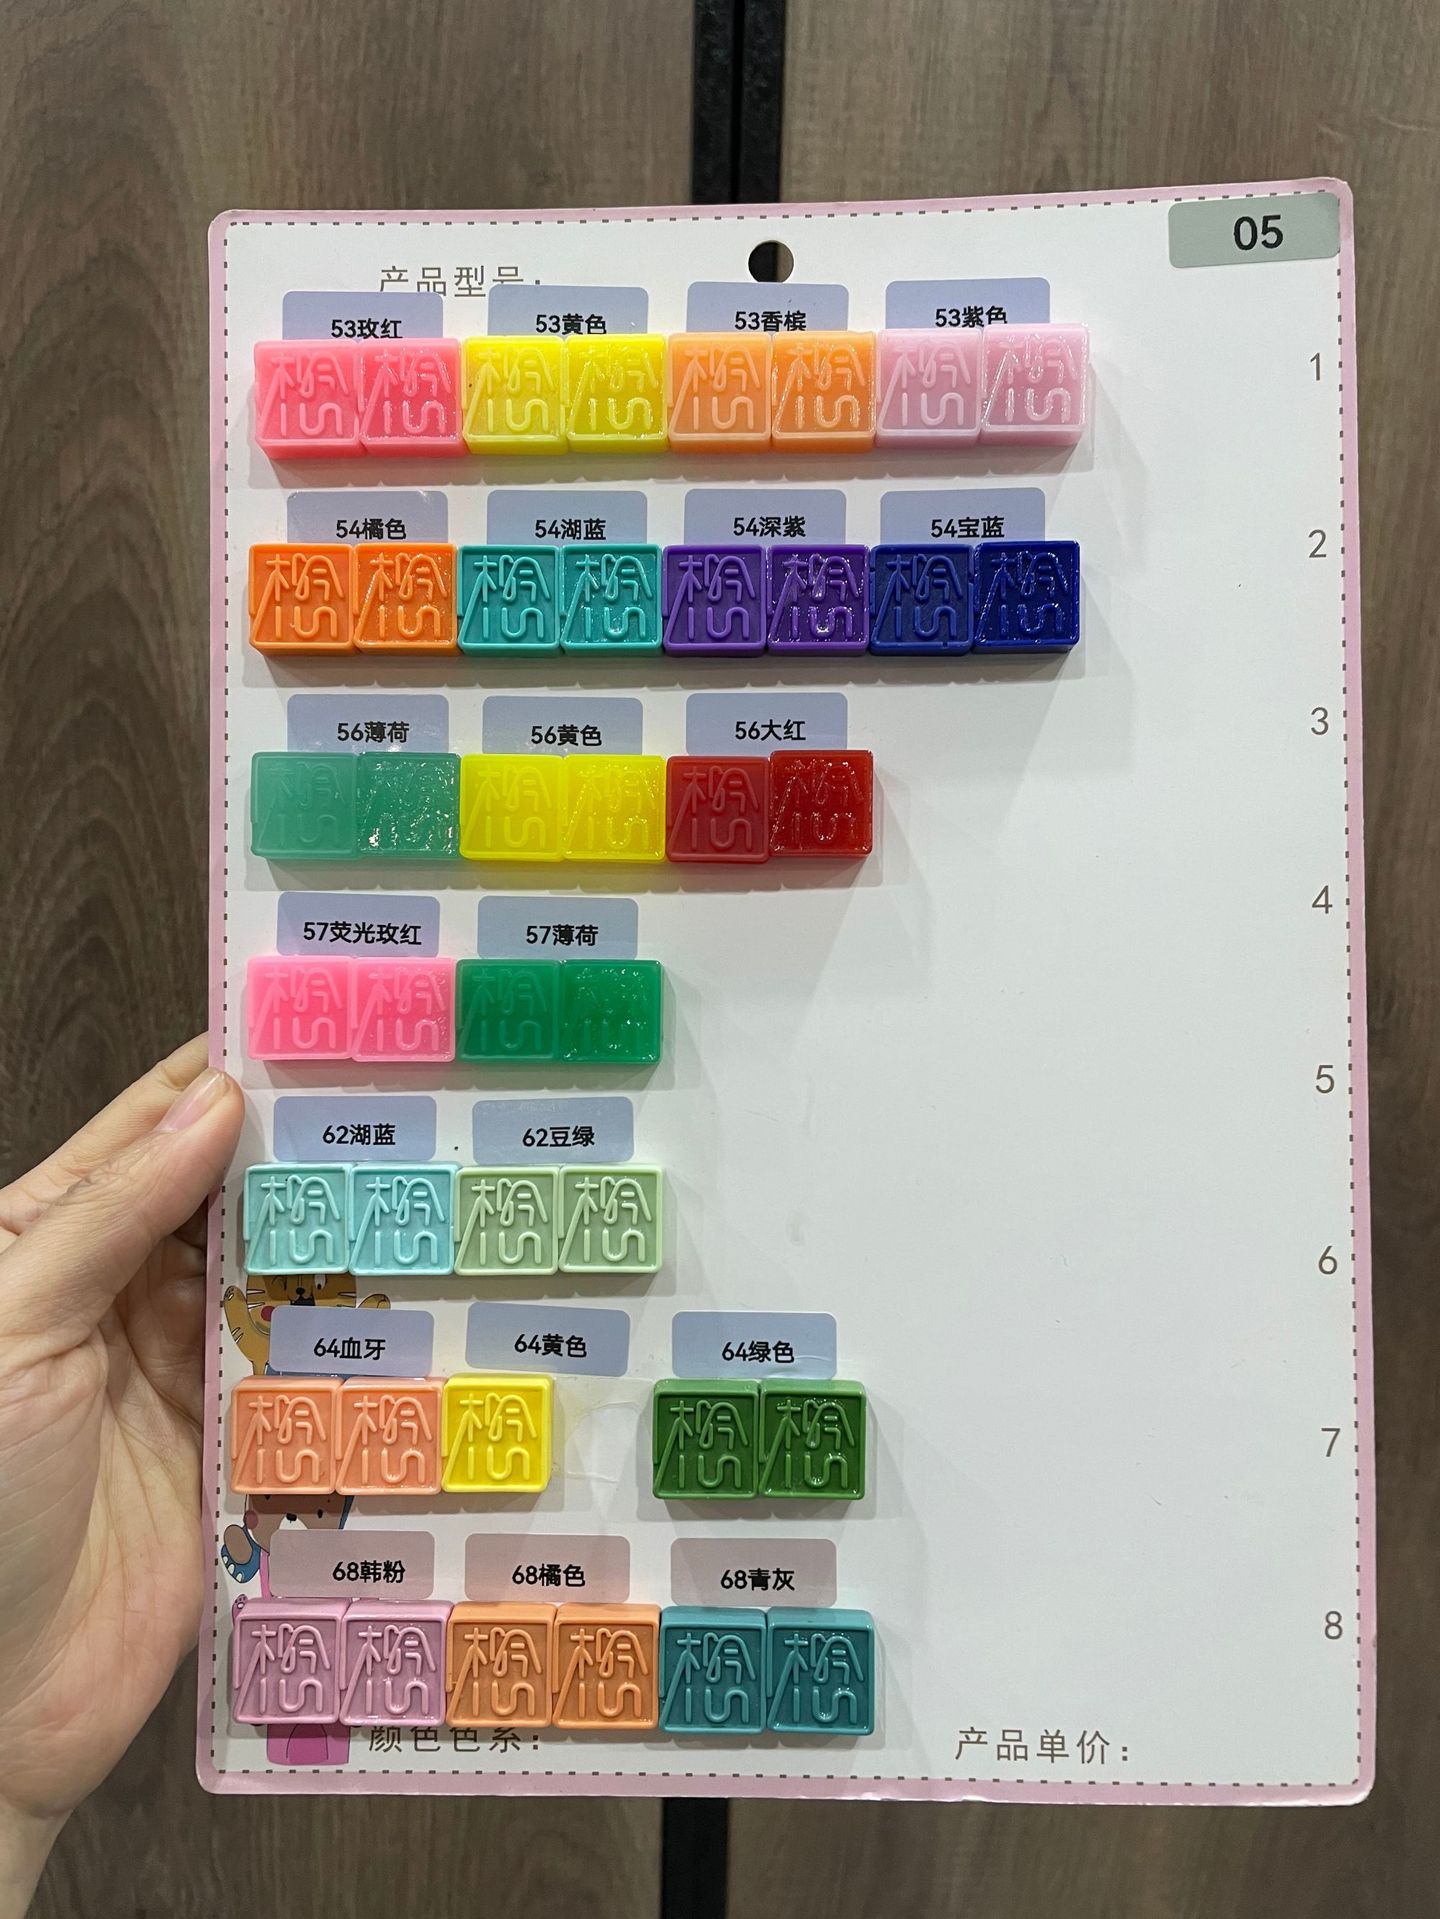 05
产品型号：
53玫红 53黄色 53香槟 53紫色
1
54橘色 54湖蓝 54深紫 54宝蓝
2
56薄荷 56黄色 56大红
3
57荧光玫红 57薄荷
4
5
62湖蓝 62豆绿
6
64血牙 64黄色 64绿色
7
68韩粉 68橘色 68青灰
8
颜色色系：
产品单价：